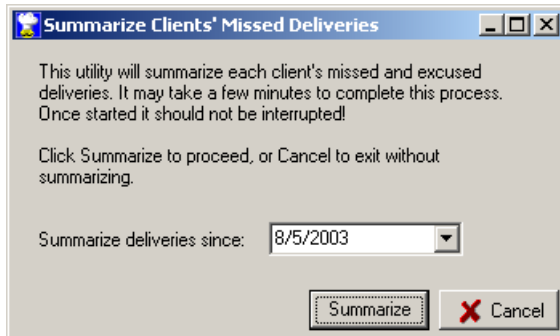 Summarize Clients' Missed Deliveries
This utility will summarize each client's missed and excused
deliveries. It may take a few minutes to complete this process.
Once started it should not be interrupted!
Click Summarize to proceed, or Cancel to exit without
summarizing.
Summarize deliveries since: 8/5/2003
Summarize Cancel